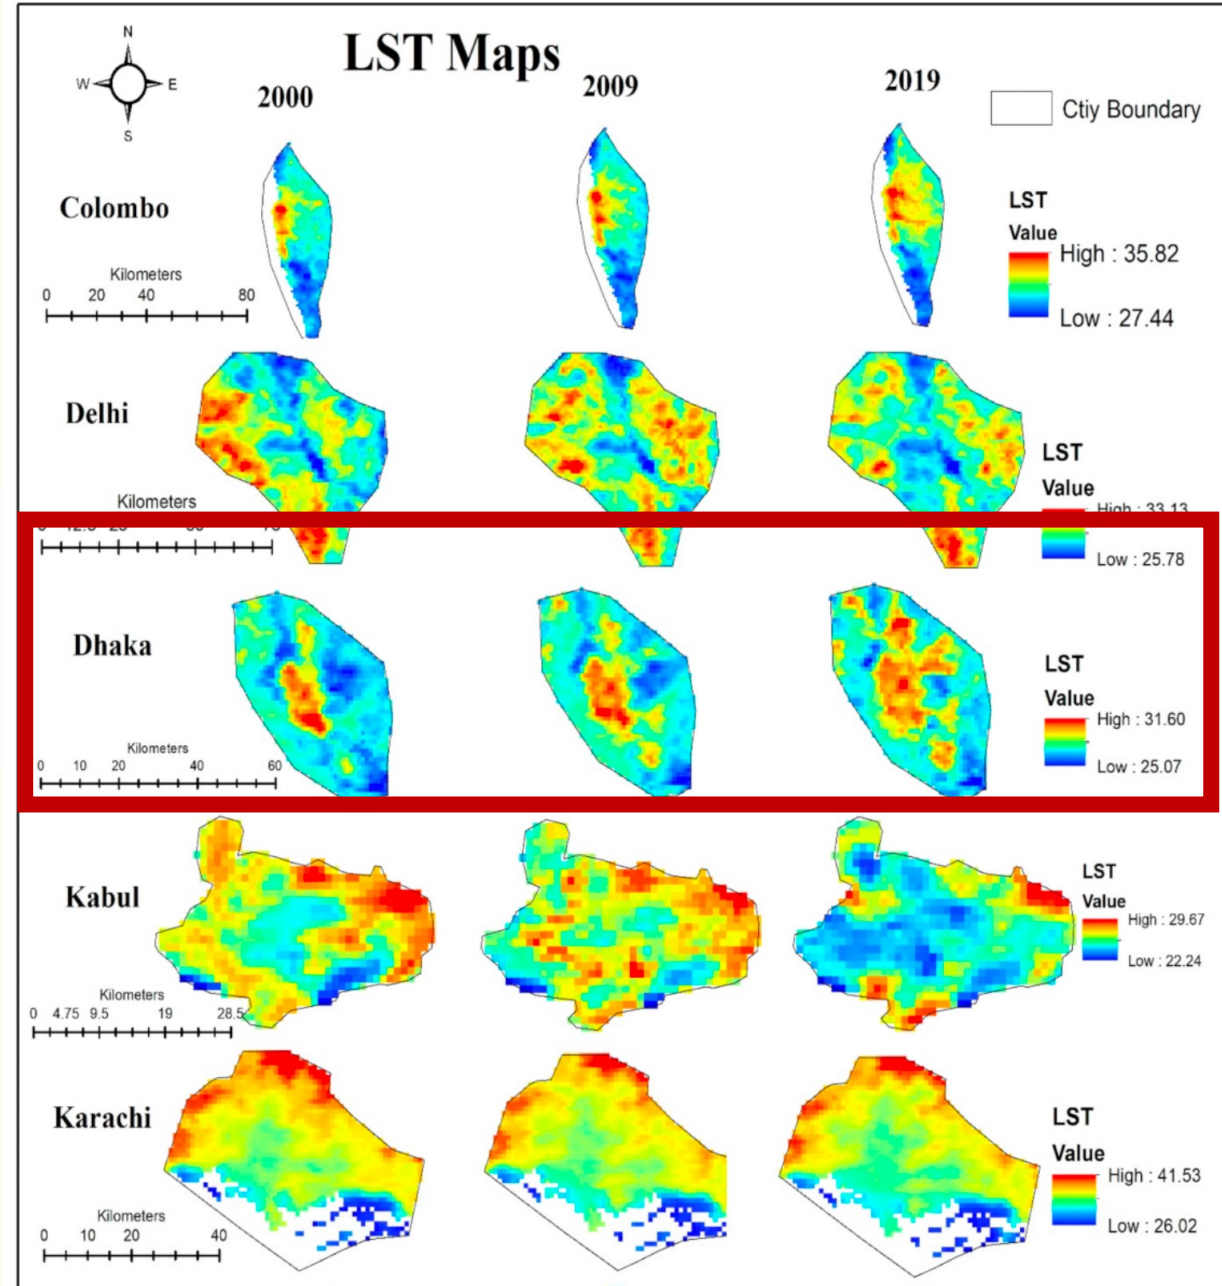 LST Maps
N
W E
S
2000 2009 2019
Ctiy Boundary
Colombo
Kilometers
0 20 40 80
LST
Value
High : 35.82
Low : 27.44
Delhi
Kilometers
LST
Value
High : 33.13
Low : 25.78
Dhaka
Kilometers
0 10 20 40 60
LST
Value
High : 31.60
Low : 25.07
Kabul
Kilometers
0 4.75 9.5 19 28.5
LST
Value
High : 29.67
Low : 22.24
Karachi
Kilometers
0 10 20 40
LST
Value
High : 41.53
Low : 26.02